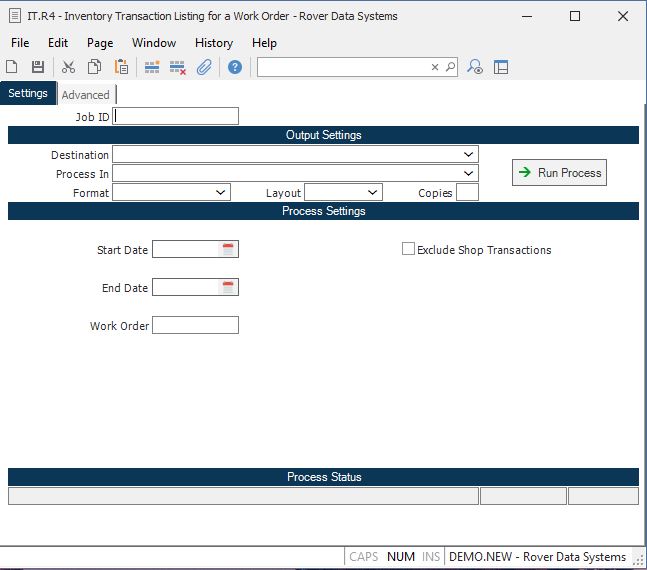 IT.R4 - Inventory Transaction Listing for a Work Order - Rover Data Systems
File Edit Page Window History Help
Settings Advanced
Job ID
Output Settings
Destination
Process In
Run Process
Format Layout Copies
Process Settings
Start Date Exclude Shop Transactions
End Date
Work Order
Process Status
CAPS NUM INS DEMO.NEW - Rover Data Systems